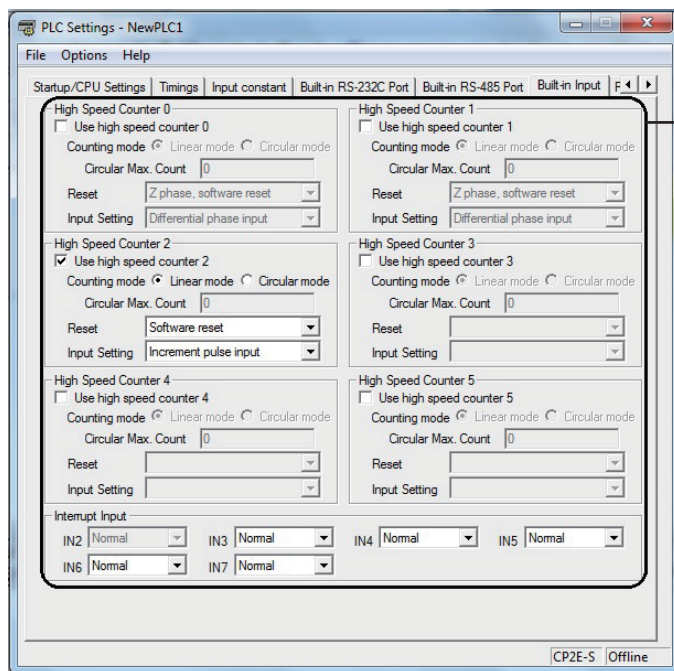 PLC Settings - NewPLC1
File Options Help
Startup/CPU Settings Timings Input constant Built-in RS-232C Port Built-in RS-485 Port Built-in Input
High Speed Counter 0
Use high speed counter 0
Counting mode Linear mode Circular mode
Circular Max. Count 0
Reset Z phase, software reset
Input Setting Differential phase input
High Speed Counter 1
Use high speed counter 1
Counting mode Linear mode Circular mode
Circular Max. Count 0
Reset Z phase, software reset
Input Setting Differential phase input
High Speed Counter 2
Use high speed counter 2
Counting mode Linear mode Circular mode
Circular Max. Count 0
Reset Software reset
Input Setting Increment pulse input
High Speed Counter 3
Use high speed counter 3
Counting mode Linear mode Circular mode
Circular Max. Count 0
Reset
Input Setting
High Speed Counter 4
Use high speed counter 4
Counting mode Linear mode Circular mode
Circular Max. Count 0
Reset
Input Setting
High Speed Counter 5
Use high speed counter 5
Counting mode Linear mode Circular mode
Circular Max. Count 0
Reset
Input Setting
Interrupt Input
IN2 Normal IN3 Normal IN4 Normal IN5 Normal
IN6 Normal IN7 Normal
CP2E-S Offline